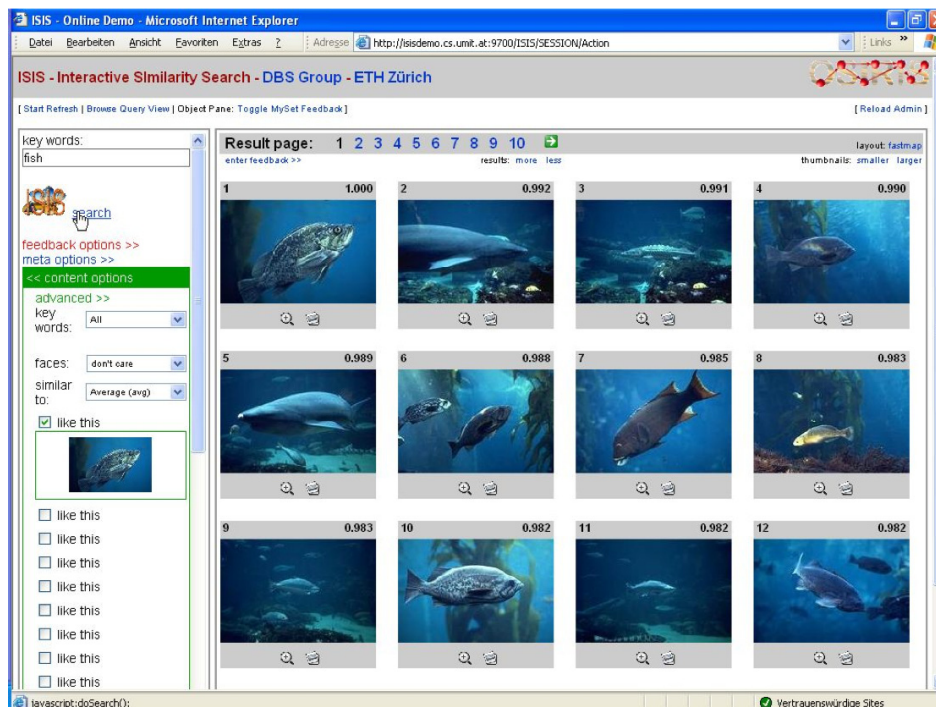 ISIS - Online Demo - Microsoft Internet Explorer
Datei Bearbeiten Ansicht Favoriten Extras ? Adresse http://isisdemo.cs.umit.at:9700/ISIS/SESSION/Action Links »
ISIS - Interactive SImilarity Search - DBS Group - ETH Zürich OSIRIS
[ Start Refresh | Browse Query View | Object Pane: Toggle MySet Feedback ] [ Reload Admin ]
key words:
fish
ISIS
search
feedback options >>
meta options >>
<< content options
advanced >>
key words: All
faces: don't care
similar to: Average (avg)
like this
like this
like this
like this
like this
like this
like this
like this
like this
Result page: 1 2 3 4 5 6 7 8 9 10 layout: fastmap
enter feedback >> results: more less thumbnails: smaller larger
1 1.000 2 0.992 3 0.991 4 0.990
5 0.989 6 0.988 7 0.985 8 0.983
9 0.983 10 0.982 11 0.982 12 0.982
javascript:doSearch(); Vertrauenswürdige Sites